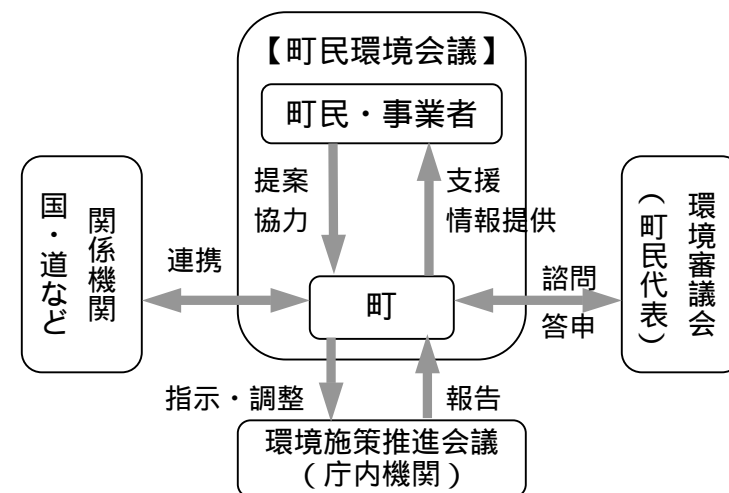 【町民環境会議】
町民・事業者
提案
協力
支援
情報提供
関係機関
国・道など
連携
町
諮問
答申
環境審議会
（町民代表）
指示・調整
報告
環境施策推進会議
（庁内機関）